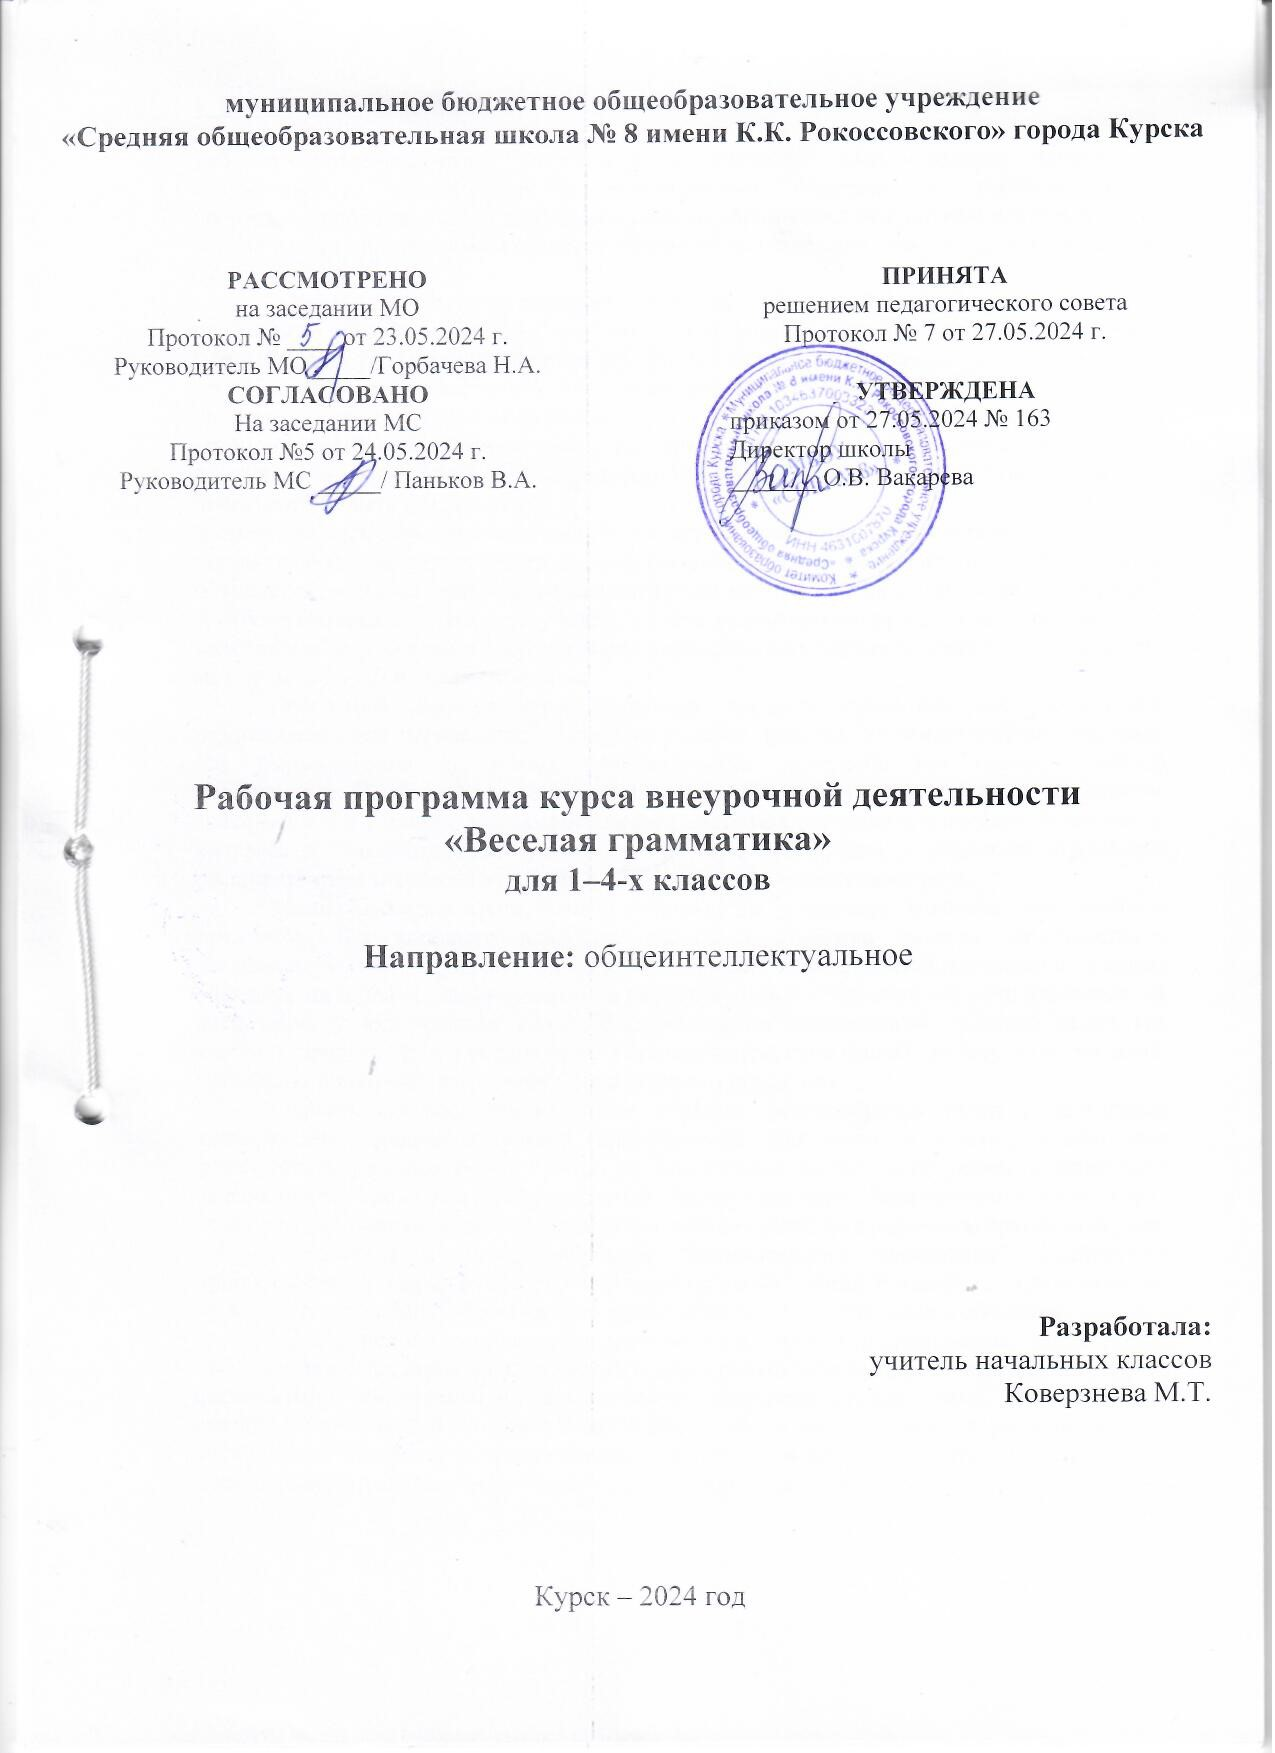 муниципальное бюджетное общеобразовательное учреждение
«Средняя общеобразовательная школа № 8 имени К.К. Рокоссовского» города Курска
РАССМОТРЕНО
на заседании МО
Протокол № 5 от 23.05.2024 г.
Руководитель МО_____/Горбачева Н.А.
СОГЛАСОВАНО
На заседании МС
Протокол №5 от 24.05.2024 г.
Руководитель МС _____/ Паньков В.А.
ПРИНЯТА
решением педагогического совета
Протокол № 7 от 27.05.2024 г.
УТВЕРЖДЕНА
приказом от 27.05.2024 № 163
Директор школы
_______О.В. Вакарева
Рабочая программа курса внеурочной деятельности
«Веселая грамматика»
для 1–4-х классов
Направление: общеинтеллектуальное
Разработала:
учитель начальных классов
Коверзнева М.Т.
Курск – 2024 год